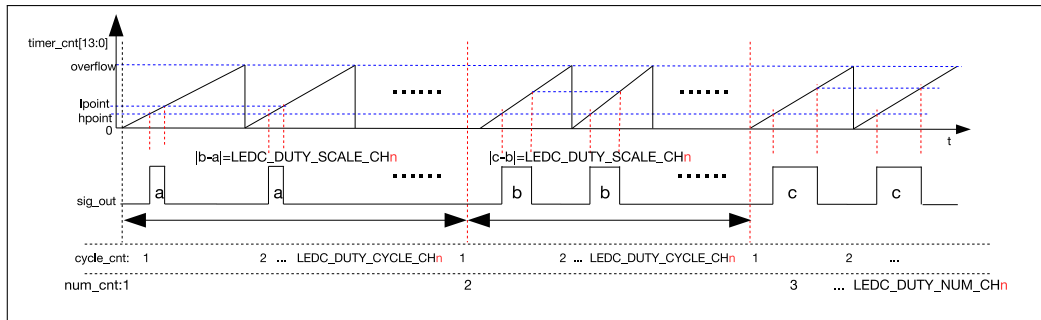 timer_cnt[13:0]
overflow
lpoint
hpoint
0
t
|b-a|=LEDC_DUTY_SCALE_CHn
|c-b|=LEDC_DUTY_SCALE_CHn
sig_out
a a b b c c
cycle_cnt: 1 2 ... LEDC_DUTY_CYCLE_CHn 1 2 ... LEDC_DUTY_CYCLE_CHn 1 2 ...
num_cnt:1 2 3 ... LEDC_DUTY_NUM_CHn